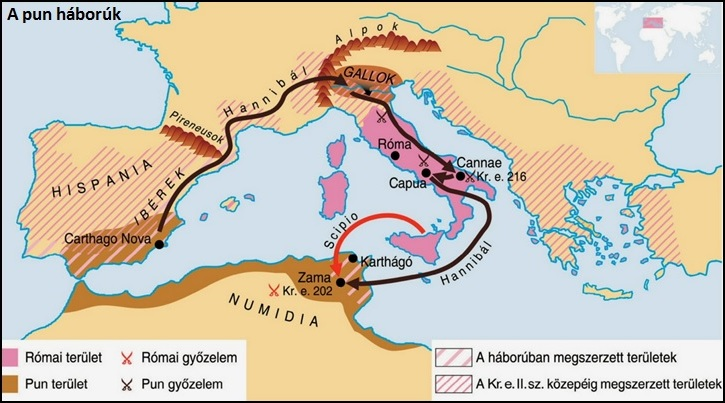 A pun háborúk
Alpok
GALLOK
Hannibál
Pireneusok
HISPANIA
IBÉREK
Carthago Nova
Róma
Cannae
Kr. e. 216
Capua
Scipio
Karthágó
Hannibál
Zama
Kr. e. 202
NUMIDIA
Római terület
Római győzelem
A háborúban megszerzett területek
Pun terület
Pun győzelem
A Kr. e. II. sz. közepéig megszerzett területek